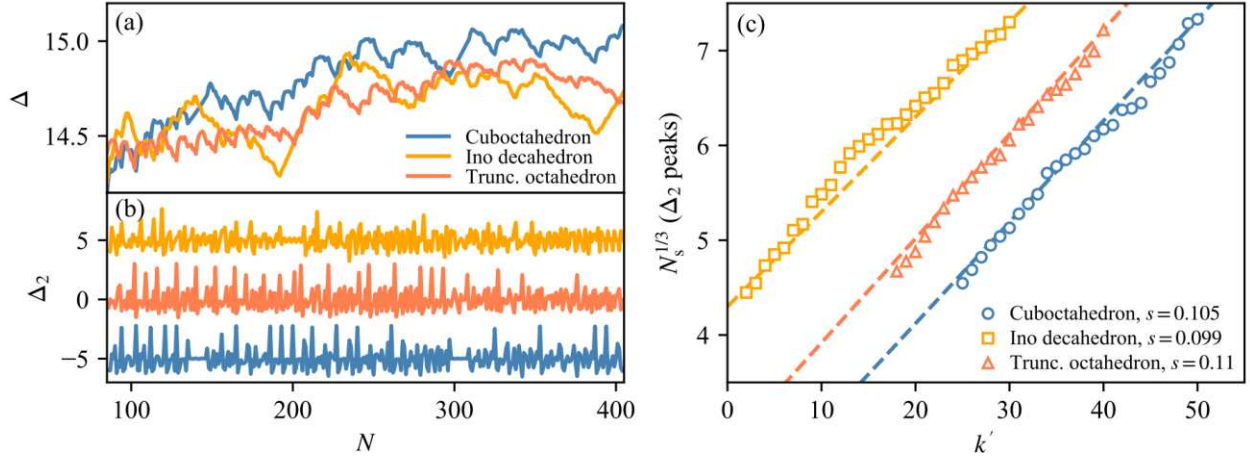 (a)
15.0
14.5
Δ
Cuboctahedron
Ino decahedron
Trunc. octahedron
(b)
5
0
−5
Δ₂
100
200
300
400
N
(c)
7
6
5
4
N_s^{1/3} (Δ₂ peaks)
Cuboctahedron, s = 0.105
Ino decahedron, s = 0.099
Trunc. octahedron, s = 0.11
0
10
20
30
40
50
k′